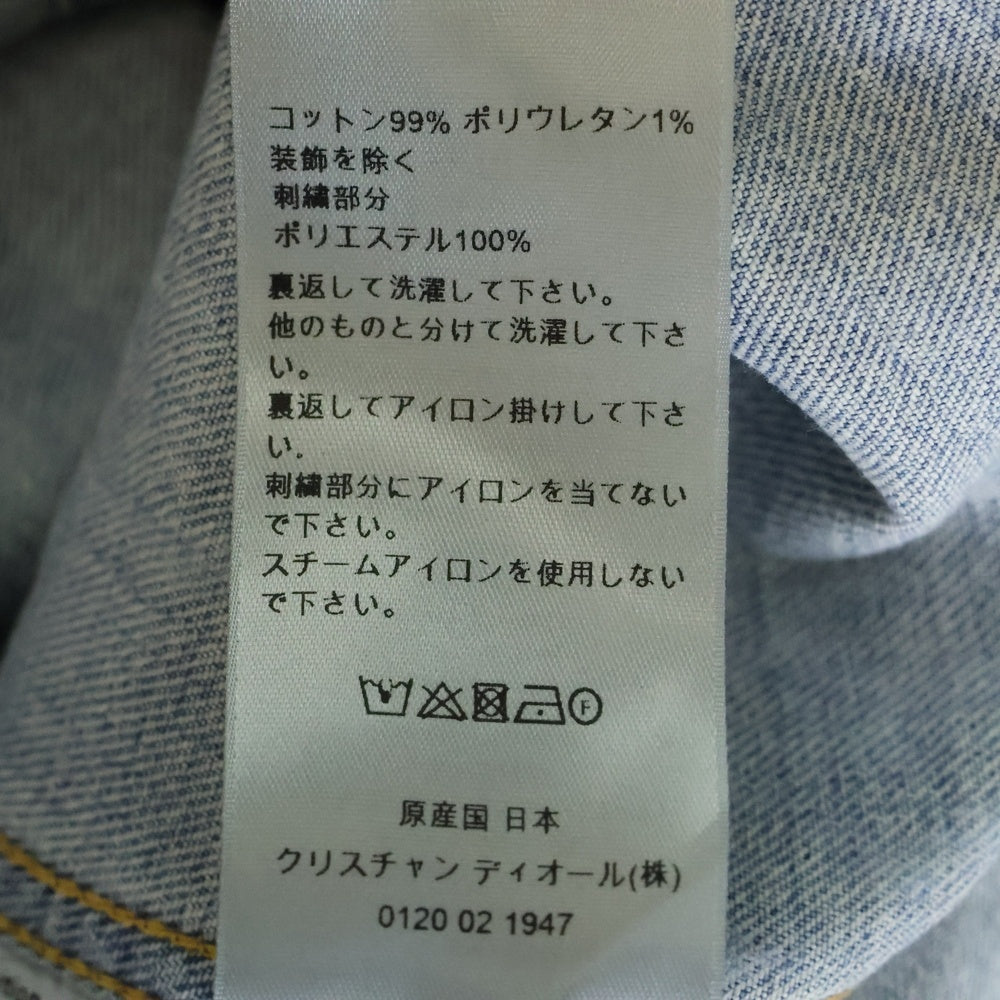 コットン99% ポリウレタン1%
装飾を除く
刺繍部分
ポリエステル100%
裏返して洗濯して下さい。
他のものと分けて洗濯して下さ
い。
裏返してアイロン掛けして下さ
い。
刺繍部分にアイロンを当てない
で下さい。
スチームアイロンを使用しない
で下さい。
F
原産国 日本
クリスチャン ディオール(株)
0120 02 1947